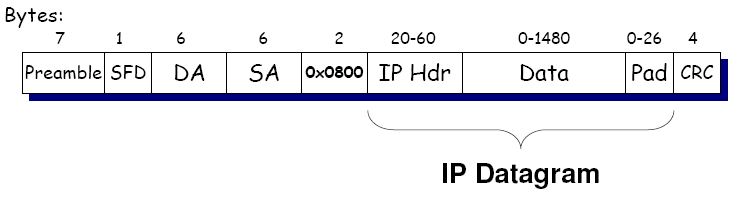 Bytes:
7 1 6 6 2 20-60 0-1480 0-26 4
Preamble SFD DA SA 0x0800 IP Hdr Data Pad CRC
IP Datagram